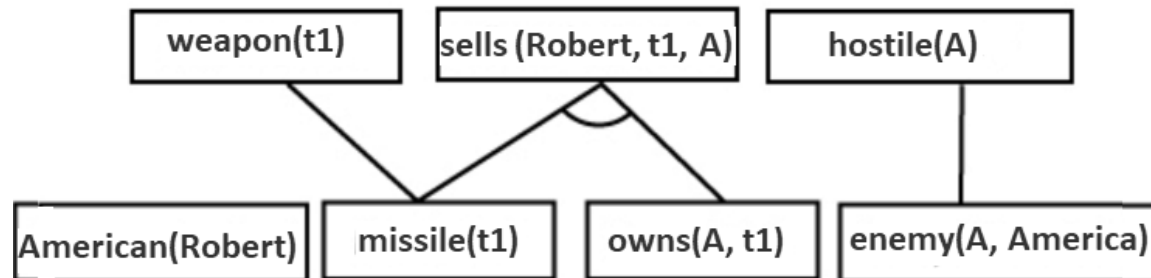 weapon(t1)
sells (Robert, t1, A)
hostile(A)
American(Robert)
missile(t1)
owns(A, t1)
enemy(A, America)